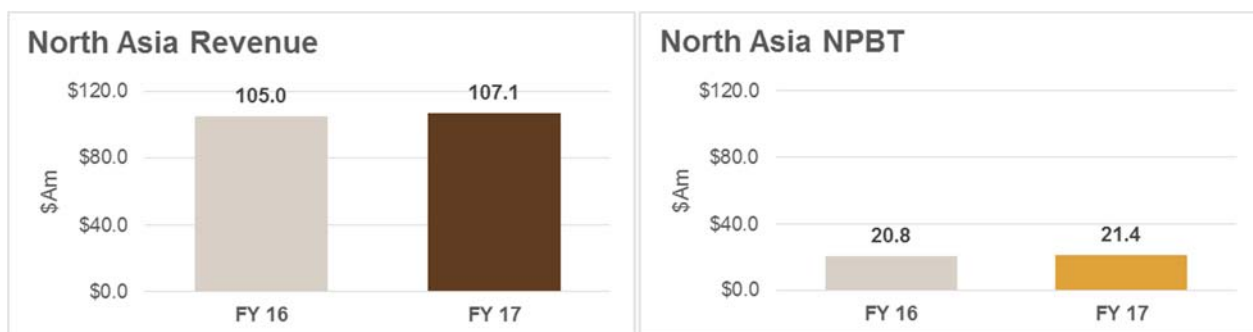 North Asia Revenue
$120.0
105.0
107.1
$80.0
$Am
$40.0
$0.0
FY 16
FY 17
North Asia NPBT
$120.0
$80.0
$Am
$40.0
20.8
21.4
$0.0
FY 16
FY 17